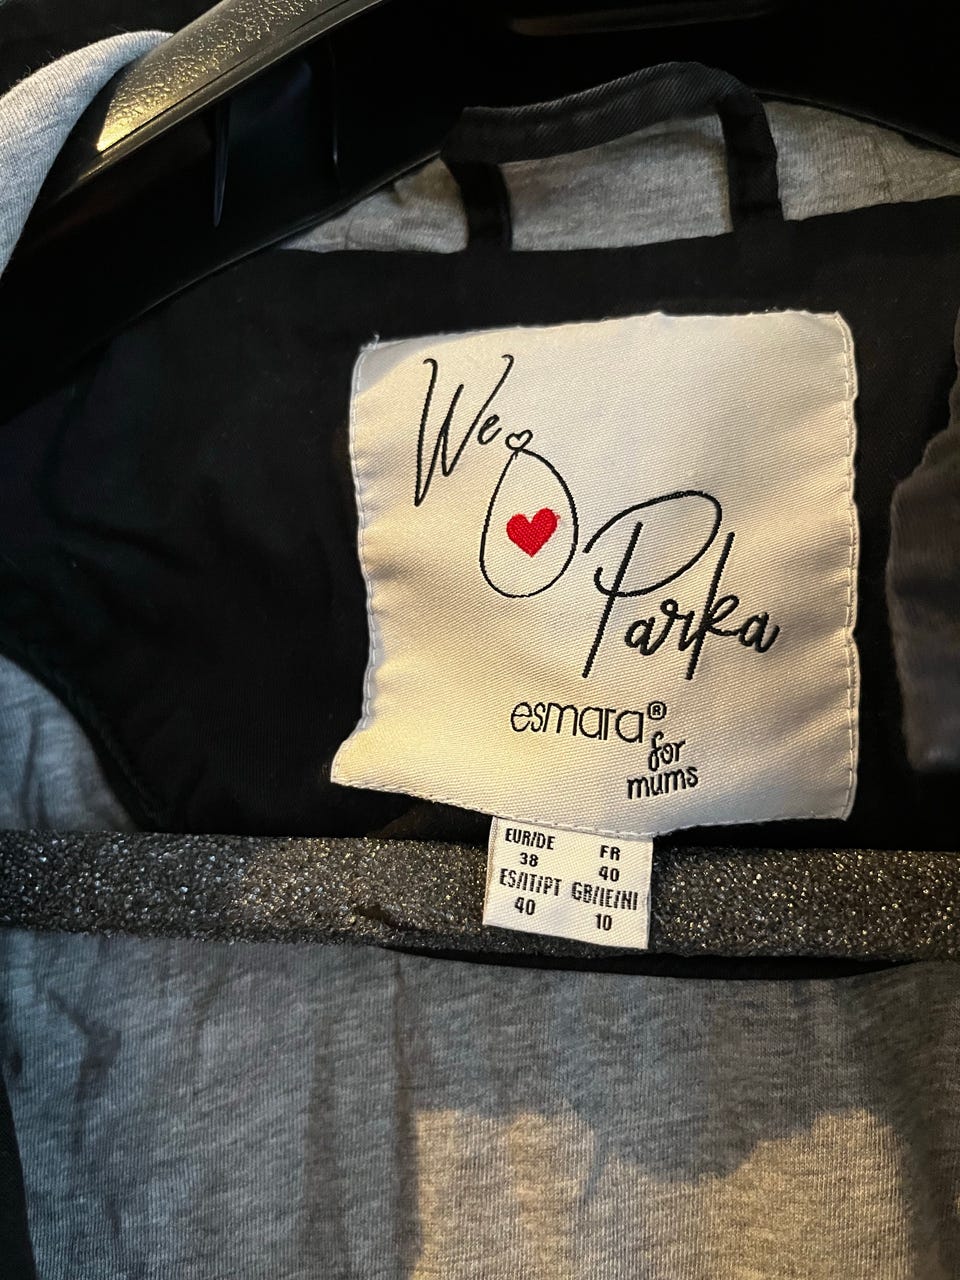 We
Parka
esmara®
for
mums
EUR/DE FR
38 40
ES/IT/PT GB/IE/NI
40 10